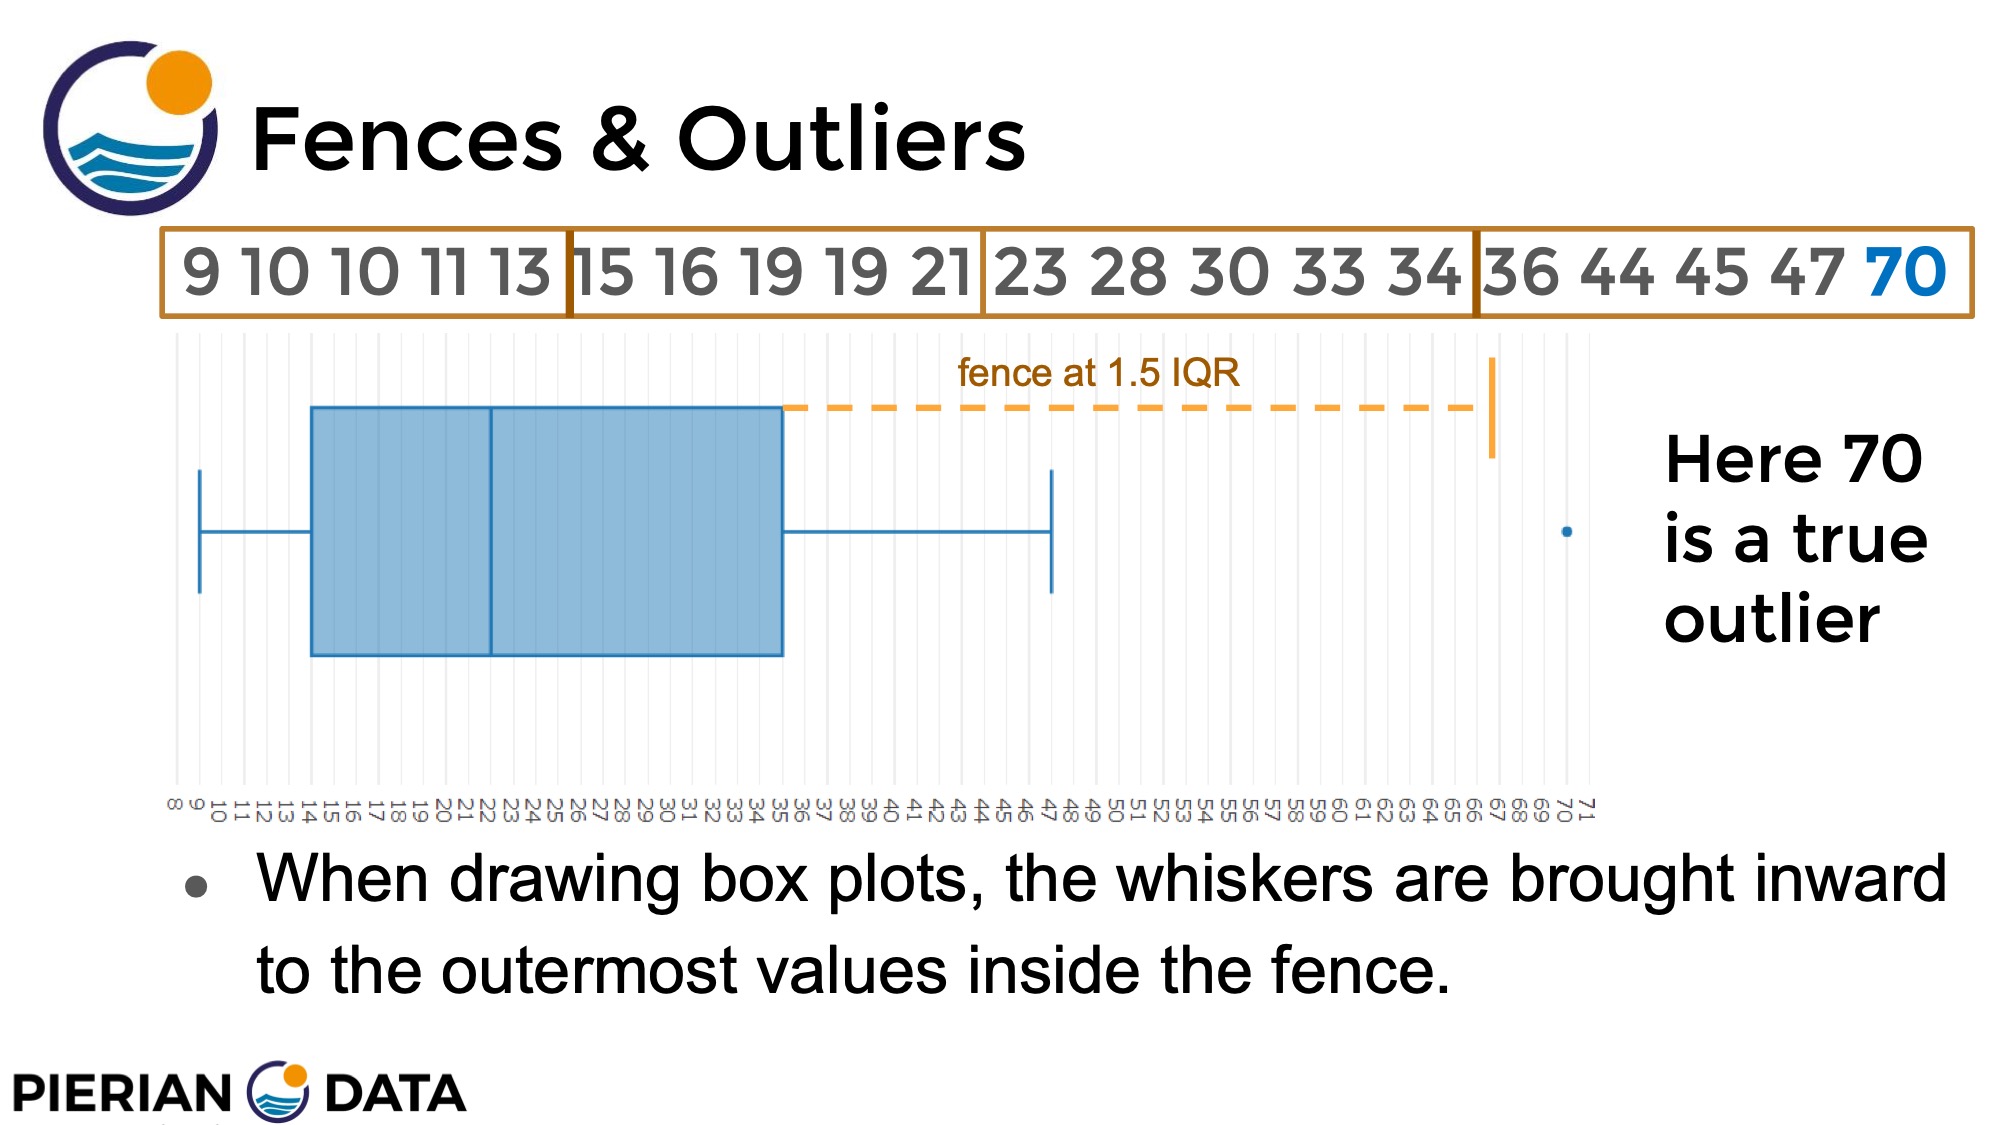 Fences & Outliers
9 10 10 11 13 15 16 19 19 21 23 28 30 33 34 36 44 45 47 70
fence at 1.5 IQR
Here 70
is a true
outlier
8 9 10 11 12 13 14 15 16 17 18 19 20 21 22 23 24 25 26 27 28 29 30 31 32 33 34 35 36 37 38 39 40 41 42 43 44 45 46 47 48 49 50 51 52 53 54 55 56 57 58 59 60 61 62 63 64 65 66 67 68 69 70 71
● When drawing box plots, the whiskers are brought inward
to the outermost values inside the fence.
PIERIAN DATA